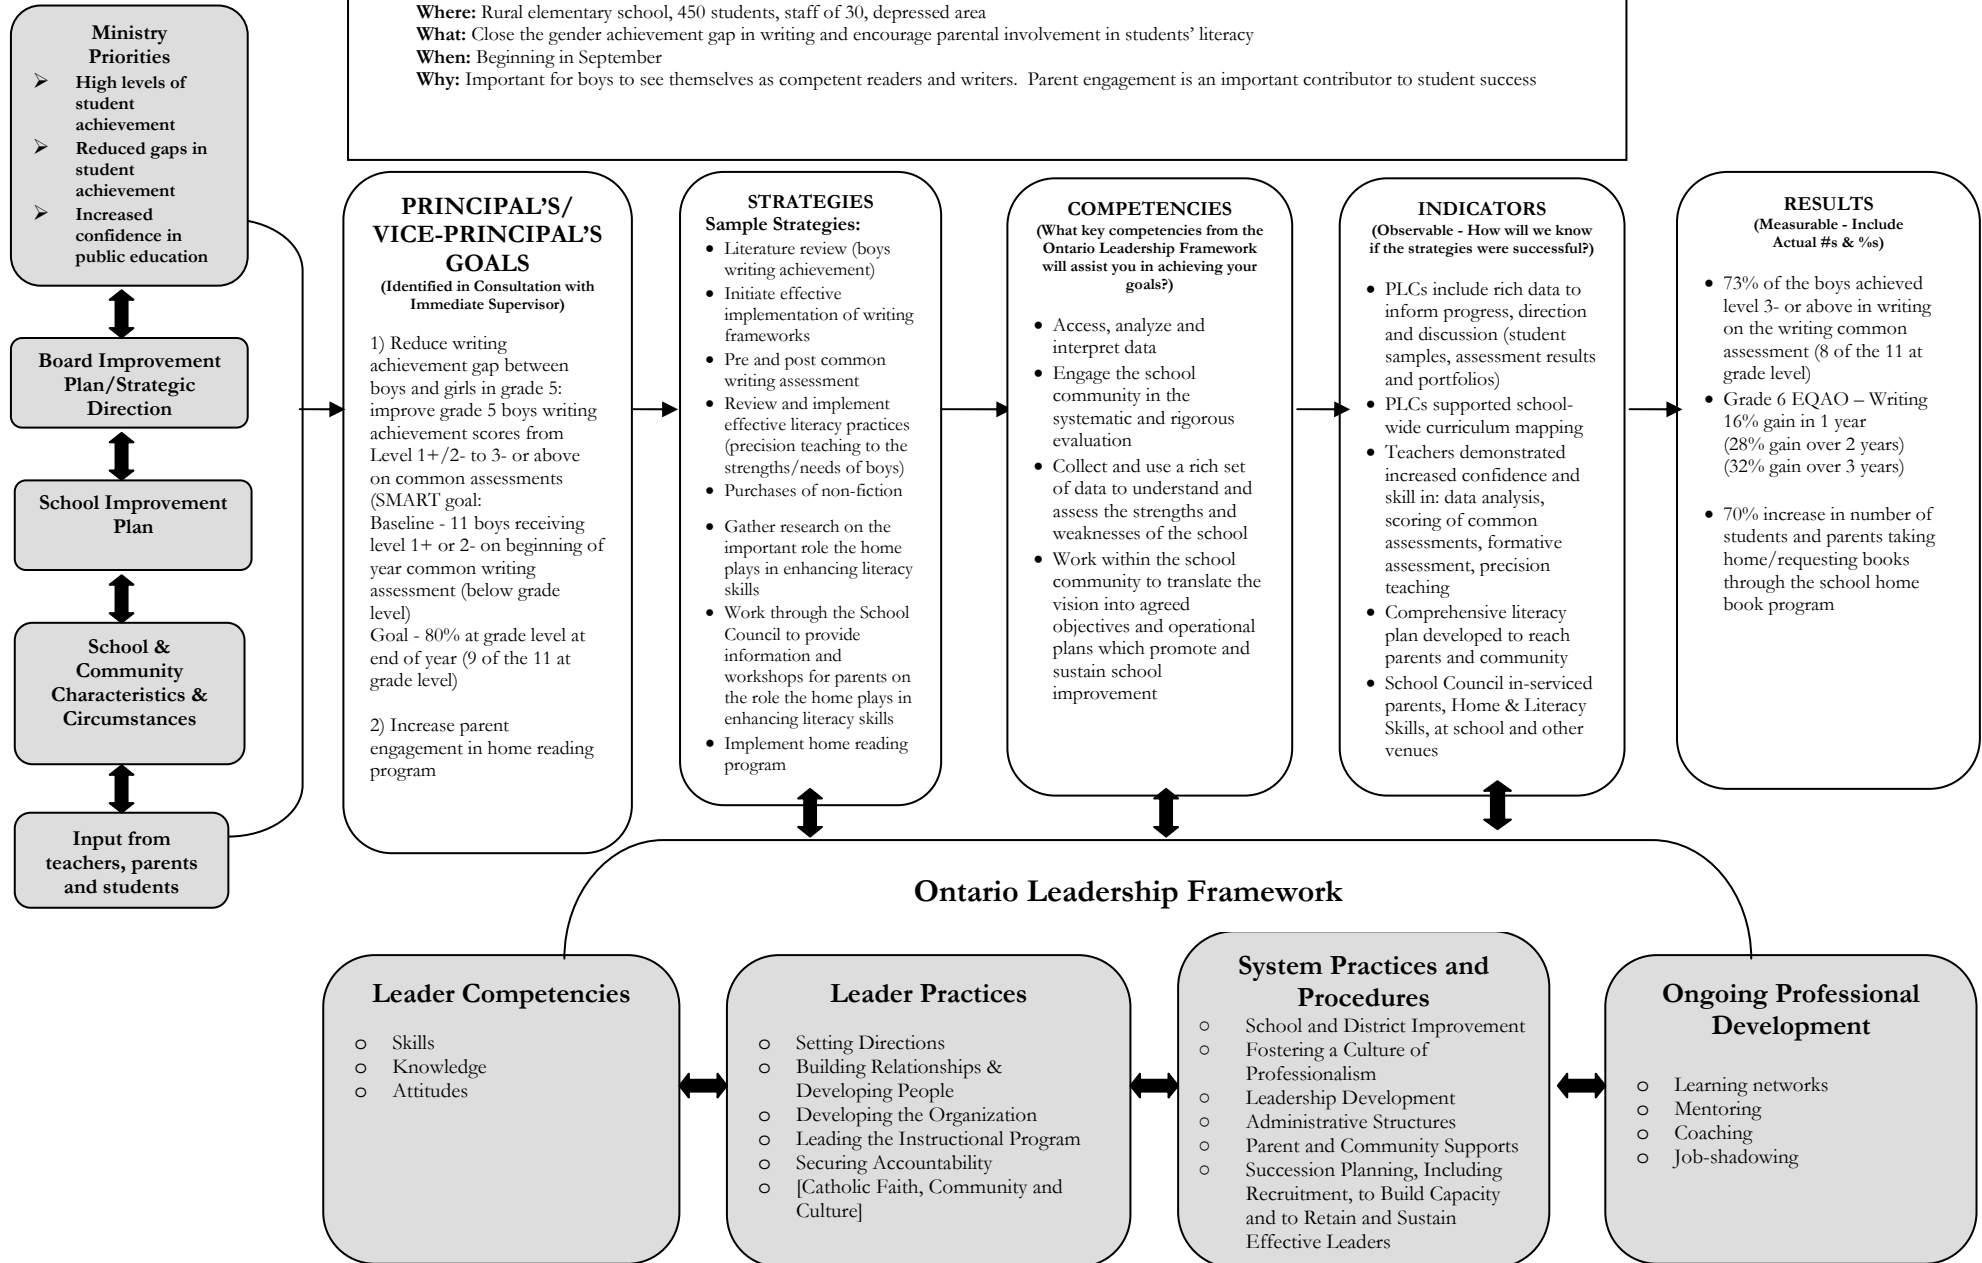 Where: Rural elementary school, 450 students, staff of 30, depressed area
What: Close the gender achievement gap in writing and encourage parental involvement in students’ literacy
When: Beginning in September
Why: Important for boys to see themselves as competent readers and writers.  Parent engagement is an important contributor to student success
Ministry
Priorities
➢ High levels of
student
achievement
➢ Reduced gaps in
student
achievement
➢ Increased
confidence in
public education
Board Improvement
Plan/Strategic
Direction
School Improvement
Plan
School &
Community
Characteristics &
Circumstances
Input from
teachers, parents
and students
PRINCIPAL’S/
VICE-PRINCIPAL’S
GOALS
(Identified in Consultation with
Immediate Supervisor)
1) Reduce writing
achievement gap between
boys and girls in grade 5:
improve grade 5 boys writing
achievement scores from
Level 1+/2- to 3- or above
on common assessments
(SMART goal:
Baseline - 11 boys receiving
level 1+ or 2- on beginning of
year common writing
assessment (below grade
level)
Goal - 80% at grade level at
end of year (9 of the 11 at
grade level)
2) Increase parent
engagement in home reading
program
STRATEGIES
Sample Strategies:
• Literature review (boys
writing achievement)
• Initiate effective
implementation of writing
frameworks
• Pre and post common
writing assessment
• Review and implement
effective literacy practices
(precision teaching to the
strengths/needs of boys)
• Purchases of non-fiction
• Gather research on the
important role the home
plays in enhancing literacy
skills
• Work through the School
Council to provide
information and
workshops for parents on
the role the home plays in
enhancing literacy skills
• Implement home reading
program
COMPETENCIES
(What key competencies from the
Ontario Leadership Framework
will assist you in achieving your
goals?)
• Access, analyze and
interpret data
• Engage the school
community in the
systematic and rigorous
evaluation
• Collect and use a rich set
of data to understand and
assess the strengths and
weaknesses of the school
• Work within the school
community to translate the
vision into agreed
objectives and operational
plans which promote and
sustain school
improvement
INDICATORS
(Observable - How will we know
if the strategies were successful?)
• PLCs include rich data to
inform progress, direction
and discussion (student
samples, assessment results
and portfolios)
• PLCs supported school-
wide curriculum mapping
• Teachers demonstrated
increased confidence and
skill in: data analysis,
scoring of common
assessments, formative
assessment, precision
teaching
• Comprehensive literacy
plan developed to reach
parents and community
• School Council in-serviced
parents, Home & Literacy
Skills, at school and other
venues
RESULTS
(Measurable - Include
Actual #s & %s)
• 73% of the boys achieved
level 3- or above in writing
on the writing common
assessment (8 of the 11 at
grade level)
• Grade 6 EQAO – Writing
16% gain in 1 year
(28% gain over 2 years)
(32% gain over 3 years)
• 70% increase in number of
students and parents taking
home/requesting books
through the school home
book program
Ontario Leadership Framework
Leader Competencies
o Skills
o Knowledge
o Attitudes
Leader Practices
o Setting Directions
o Building Relationships &
Developing People
o Developing the Organization
o Leading the Instructional Program
o Securing Accountability
o [Catholic Faith, Community and
Culture]
System Practices and
Procedures
o School and District Improvement
o Fostering a Culture of
Professionalism
o Leadership Development
o Administrative Structures
o Parent and Community Supports
o Succession Planning, Including
Recruitment, to Build Capacity
and to Retain and Sustain
Effective Leaders
Ongoing Professional
Development
o Learning networks
o Mentoring
o Coaching
o Job-shadowing